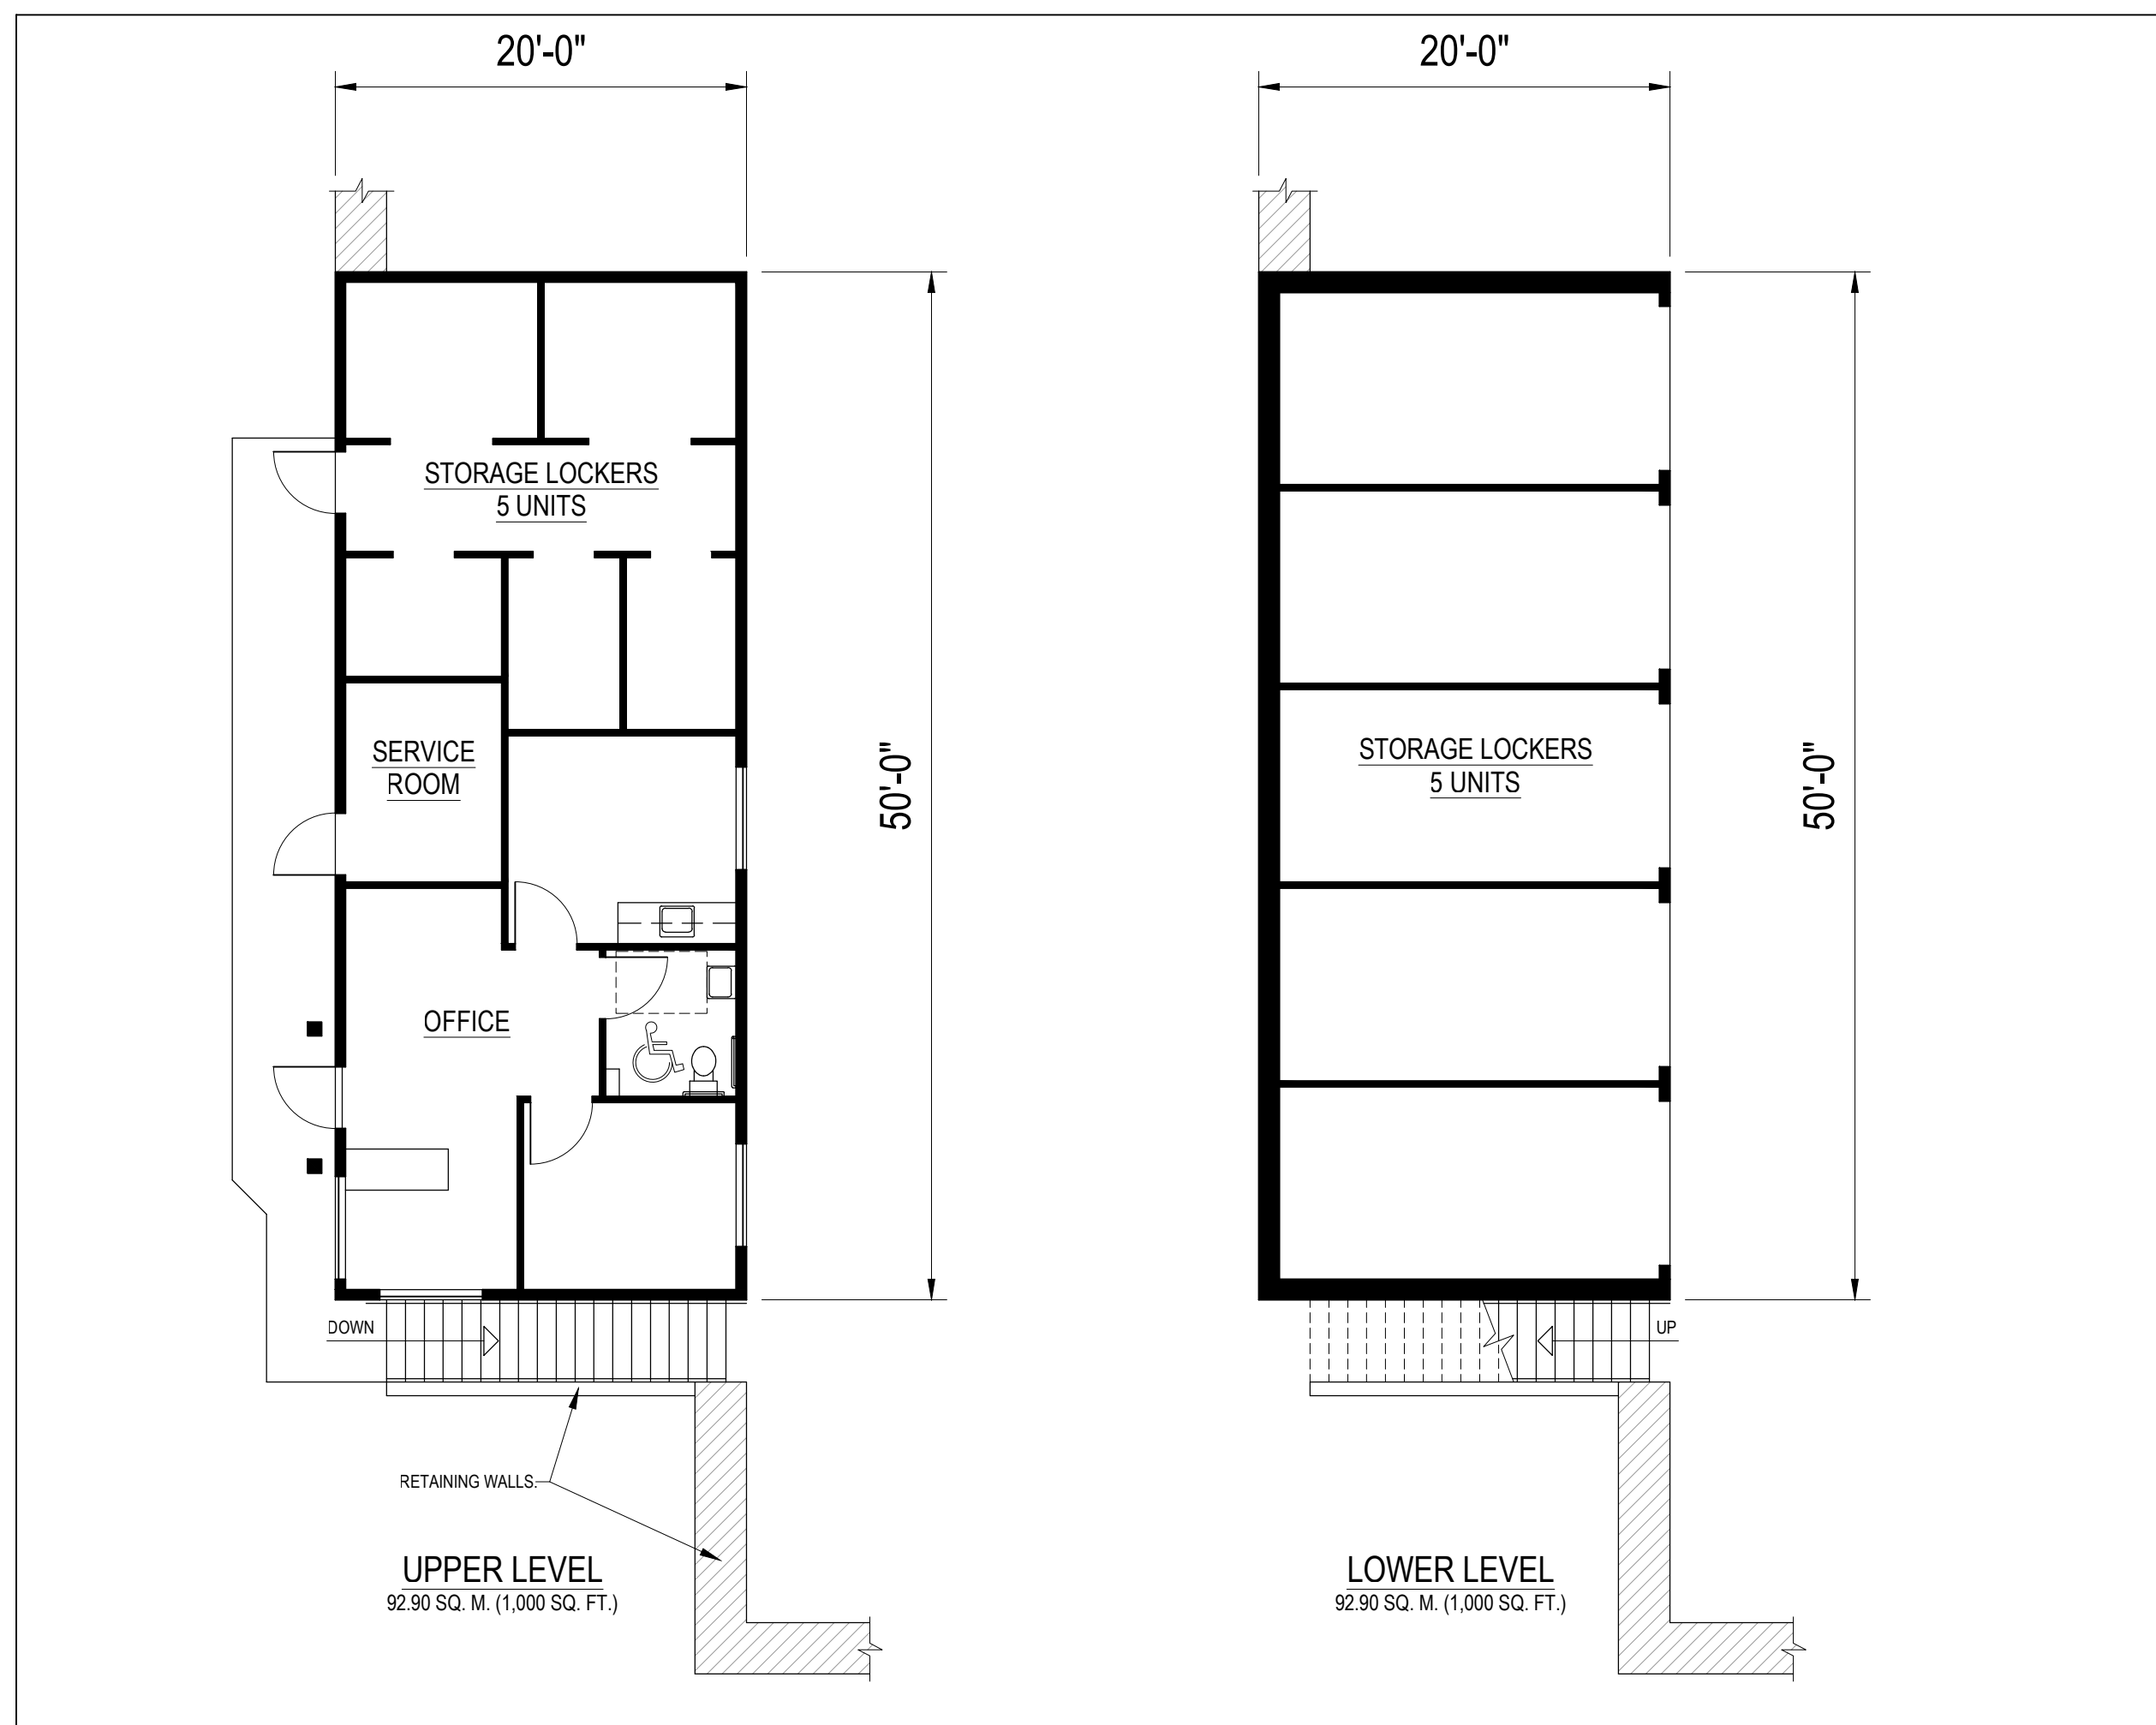 20'-0"
20'-0"
STORAGE LOCKERS
5 UNITS
SERVICE
ROOM
50'-0"
STORAGE LOCKERS
5 UNITS
50'-0"
OFFICE
DOWN
UP
RETAINING WALLS.
UPPER LEVEL
92.90 SQ. M. (1,000 SQ. FT.)
LOWER LEVEL
92.90 SQ. M. (1,000 SQ. FT.)